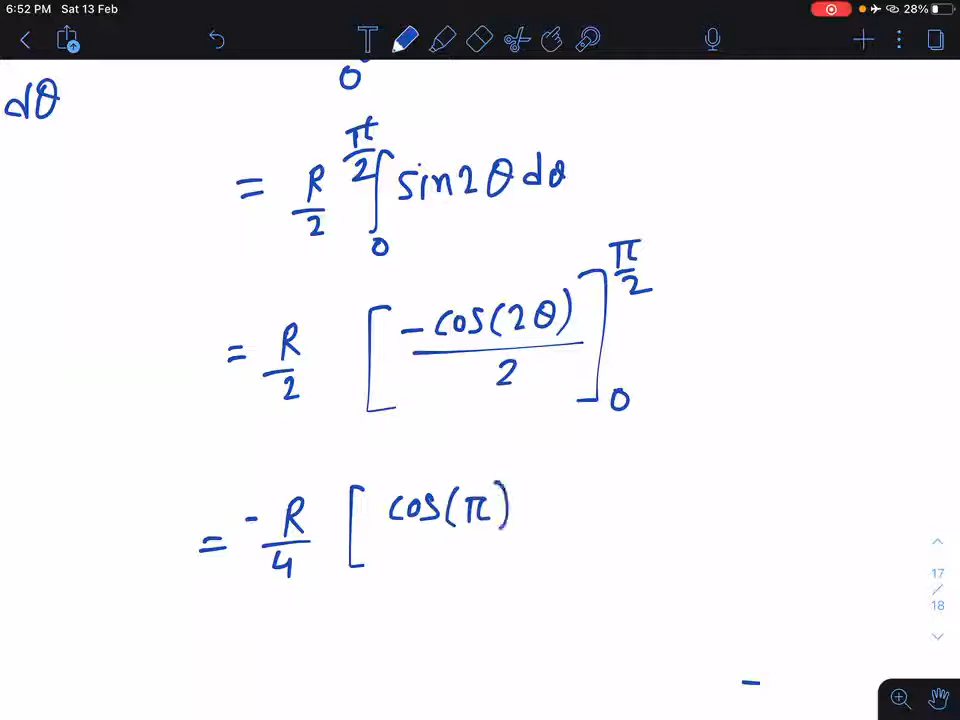 6:52 PM Sat 13 Feb 28%
T
0
dθ
= R/2 ∫₀^(π/2) sin2θ dθ
= R/2 [-cos(2θ)/2]₀^(π/2)
= -R/4 [ cos(π)
17
/
18
-